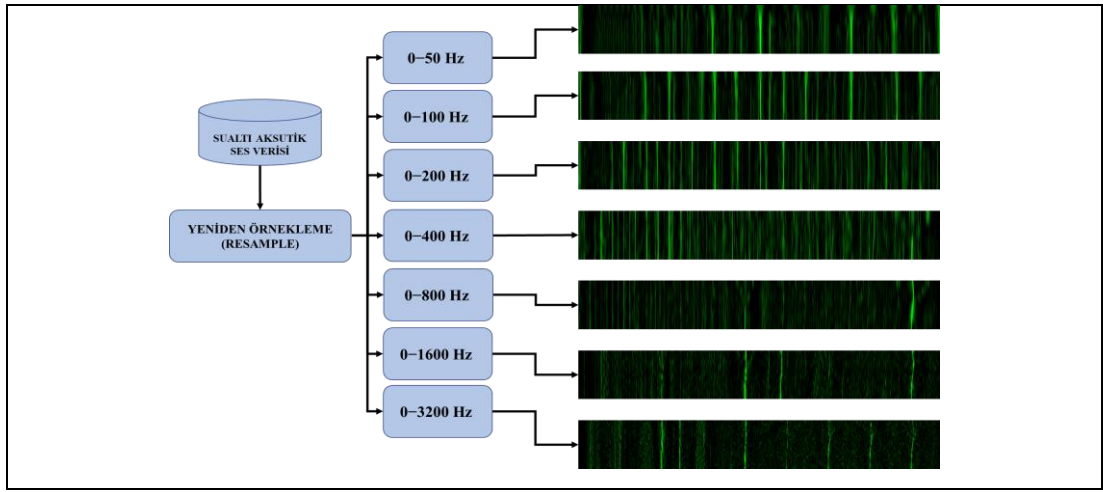 SUALTI AKSUTİK
SES VERİSİ
YENİDEN ÖRNEKLEME
(RESAMPLE)
0−50 Hz
0−100 Hz
0−200 Hz
0−400 Hz
0−800 Hz
0−1600 Hz
0−3200 Hz